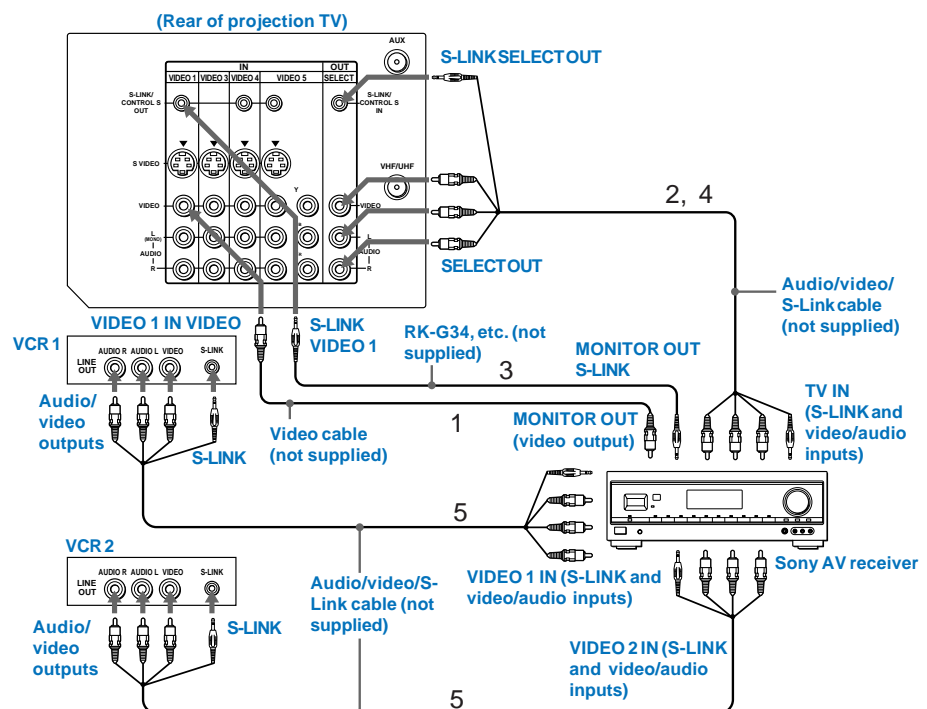 (Rear of projection TV)
AUX
IN
OUT
VIDEO 1
VIDEO 3
VIDEO 4
VIDEO 5
SELECT
S-LINK/
CONTROL S
OUT
S-LINK/
CONTROL S
IN
S VIDEO
VHF/UHF
Y
VIDEO
VIDEO
B
L
(MONO)
AUDIO
R
R
L
AUDIO
R
S-LINK SELECT OUT
SELECT OUT
2, 4
Audio/video/
S-Link cable
(not supplied)
VIDEO 1 IN VIDEO
S-LINK
VIDEO 1
RK-G34, etc. (not
supplied)
3
MONITOR OUT
S-LINK
VCR 1
LINE
OUT
AUDIO R
AUDIO L
VIDEO
S-LINK
Audio/
video
outputs
S-LINK
Video cable
(not supplied)
1
MONITOR OUT
(video output)
TV IN
(S-LINK and
video/audio
inputs)
5
VIDEO 1 IN (S-LINK and
video/audio inputs)
Sony AV receiver
VCR 2
LINE
OUT
AUDIO R
AUDIO L
VIDEO
S-LINK
Audio/
video
outputs
S-LINK
Audio/video/S-
Link cable (not
supplied)
VIDEO 2 IN (S-LINK
and video/audio
inputs)
5